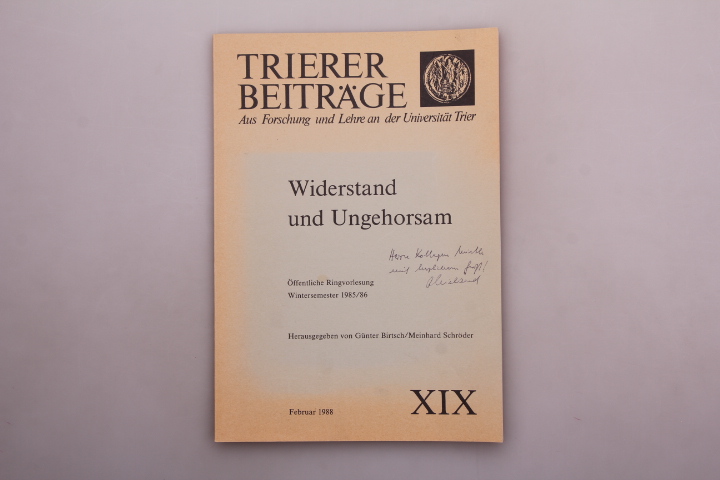 TRIERER
BEITRÄGE
Aus Forschung und Lehre an der Universität Trier
Widerstand
und Ungehorsam
Herrn Kollegen
mit herzlichem Gruß!
Öffentliche Ringvorlesung
Wintersemester 1985/86
Herausgegeben von Günter Birtsch/Meinhard Schröder
Februar 1988
XIX